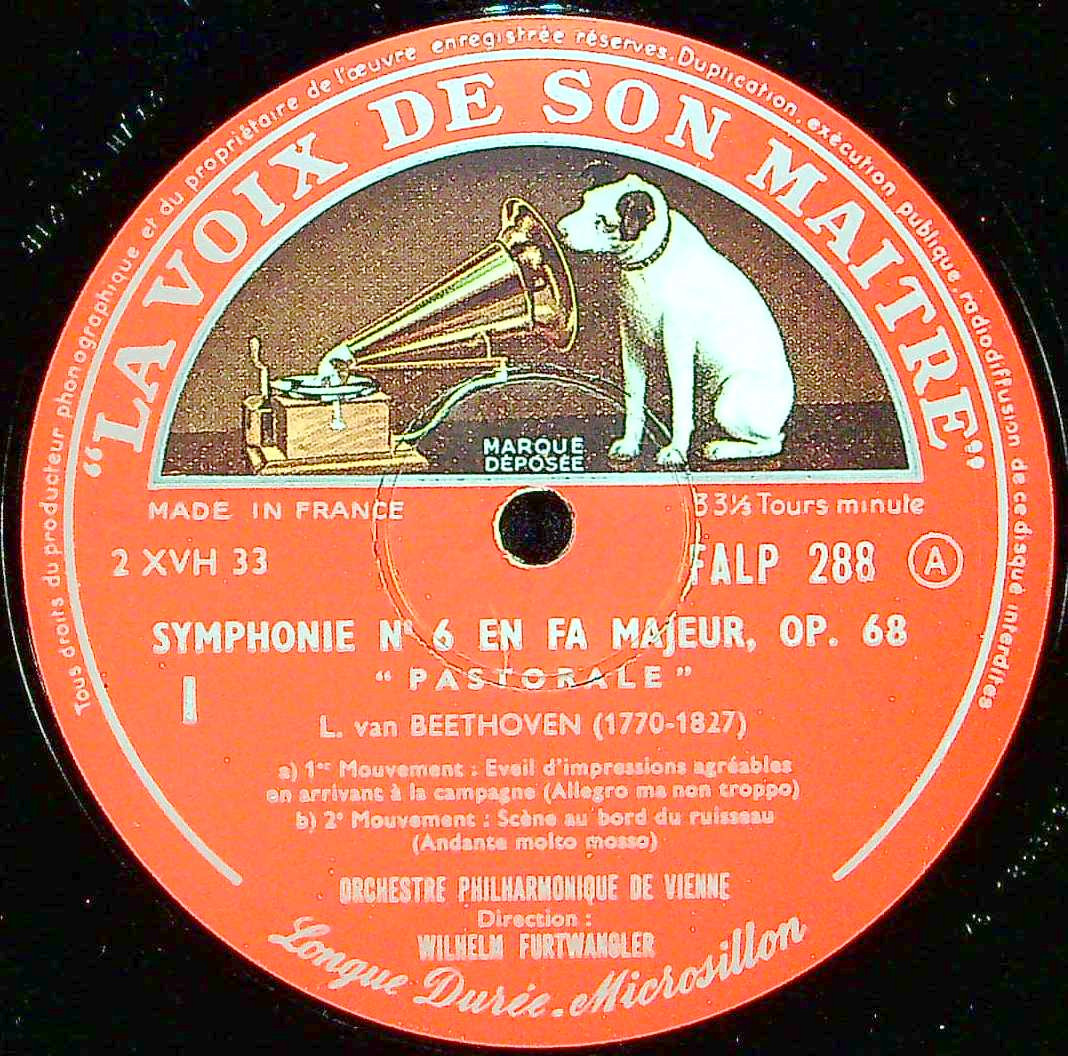 Tous droits du producteur phonographique et du propriétaire de l'œuvre enregistrée réservés. Duplication, exécution publique, radiodiffusion de ce disque interdites
"LA VOIX DE SON MAITRE"
MARQUE
DÉPOSÉE
MADE IN FRANCE
33⅓ Tours minute
2 XVH 33
FALP 288 A
SYMPHONIE N° 6 EN FA MAJEUR, OP. 68
" PASTORALE "
I
L. van BEETHOVEN (1770-1827)
a) 1er Mouvement : Eveil d'impressions agréables
en arrivant à la campagne (Allegro ma non troppo)
b) 2e Mouvement : Scène au bord du ruisseau
(Andante molto mosso)
ORCHESTRE PHILHARMONIQUE DE VIENNE
Direction :
WILHELM FURTWANGLER
Longue Durée - Microsillon